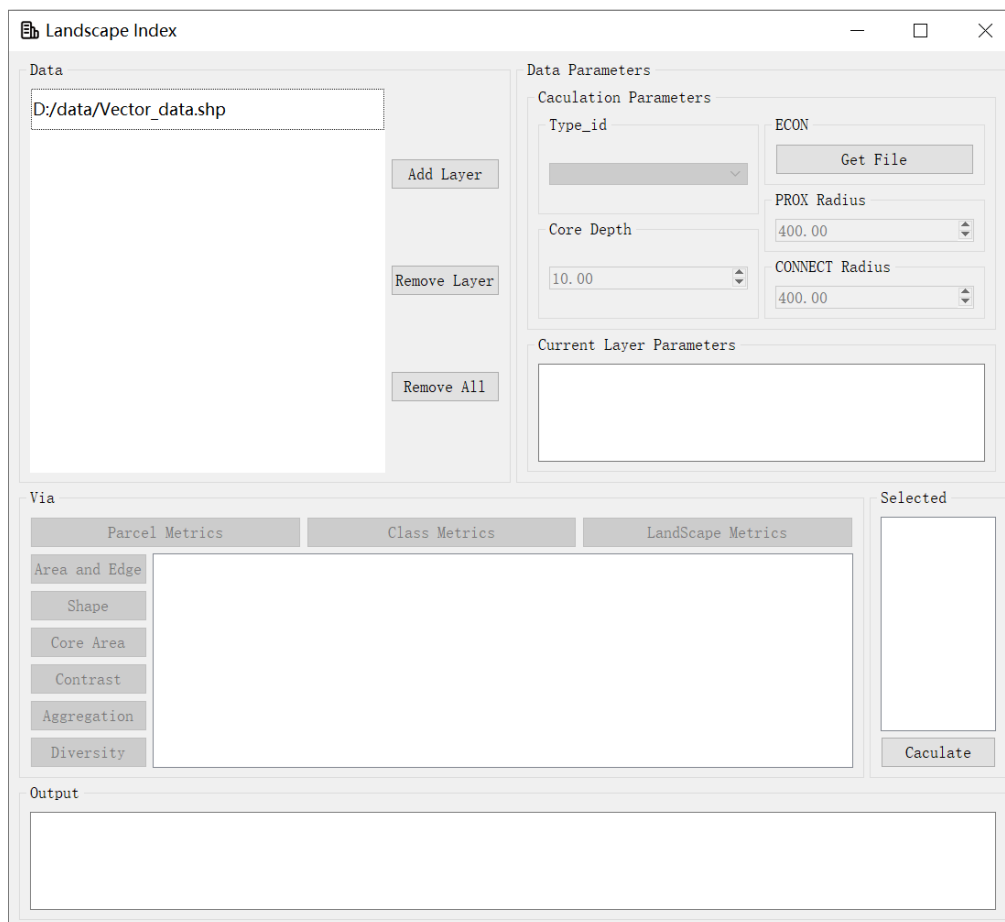 Landscape Index
Data
D:/data/Vector_data.shp
Add Layer
Remove Layer
Remove All
Data Parameters
Caculation Parameters
Type_id
ECON
Get File
PROX Radius
400.00
Core Depth
10.00
CONNECT Radius
400.00
Current Layer Parameters
Via
Parcel Metrics
Class Metrics
LandScape Metrics
Area and Edge
Shape
Core Area
Contrast
Aggregation
Diversity
Selected
Caculate
Output